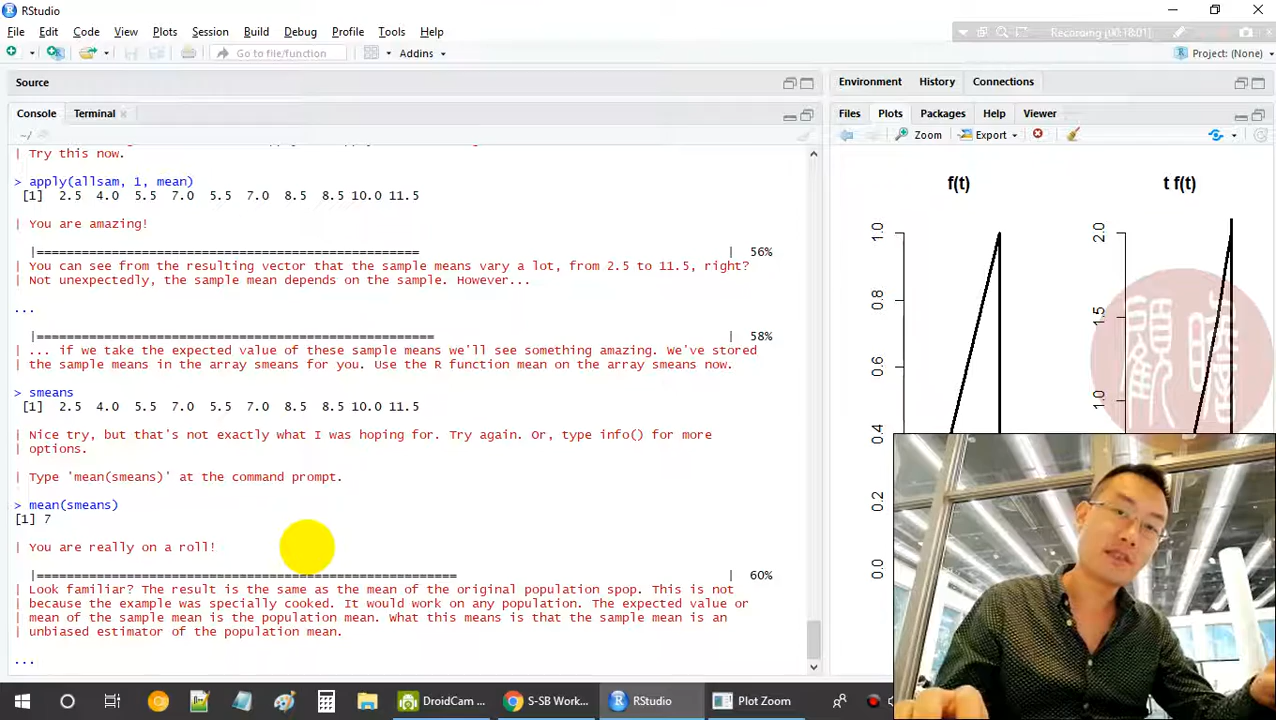 RStudio
File Edit Code View Plots Session Build Debug Profile Tools Help
Recording [00:18:01]
Go to file/function
Addins
Project: (None)
Source
Environment History Connections
Console Terminal
Files Plots Packages Help Viewer
~/
Zoom Export
| Try this now.
> apply(allsam, 1, mean)
[1] 2.5 4.0 5.5 7.0 5.5 7.0 8.5 8.5 10.0 11.5
| You are amazing!
|==================================================== | 56%
| You can see from the resulting vector that the sample means vary a lot, from 2.5 to 11.5, right?
| Not unexpectedly, the sample mean depends on the sample. However...
...
|====================================================== | 58%
| ... if we take the expected value of these sample means we'll see something amazing. We've stored
| the sample means in the array smeans for you. Use the R function mean on the array smeans now.
> smeans
[1] 2.5 4.0 5.5 7.0 5.5 7.0 8.5 8.5 10.0 11.5
| Nice try, but that's not exactly what I was hoping for. Try again. Or, type info() for more
| options.
| Type 'mean(smeans)' at the command prompt.
> mean(smeans)
[1] 7
| You are really on a roll!
|========================================================= | 60%
| Look familiar? The result is the same as the mean of the original population spop. This is not
| because the example was specially cooked. It would work on any population. The expected value or
| mean of the sample mean is the population mean. What this means is that the sample mean is an
| unbiased estimator of the population mean.
...
f(t)
1.0
0.8
0.6
0.4
0.2
0.0
t f(t)
2.0
1.5
1.0
DroidCam ...
S-SB Work...
RStudio
Plot Zoom